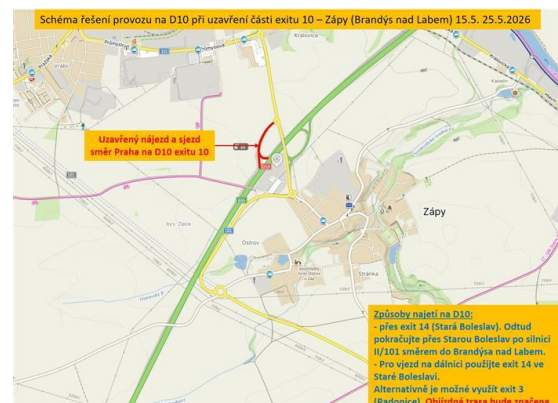 Schéma řešení provozu na D10 při uzavření části exitu 10 – Zápy (Brandýs nad Labem) 15.5. 25.5.2026
Královice
Vrábí
101
Uzavřený nájezd a sjezd
směr Praha na D10 exitu 10
Zápy
Ostrov
Stránka
Způsoby najetí na D10:
- přes exit 14 (Stará Boleslav). Odtud
pokračujte přes Starou Boleslav po silnici
II/101 směrem do Brandýsa nad Labem.
- Pro vjezd na dálnici použijte exit 14 ve
Staré Boleslavi.
Alternativně je možné využít exit 3
(Radonice). Objízdná trasa bude značena